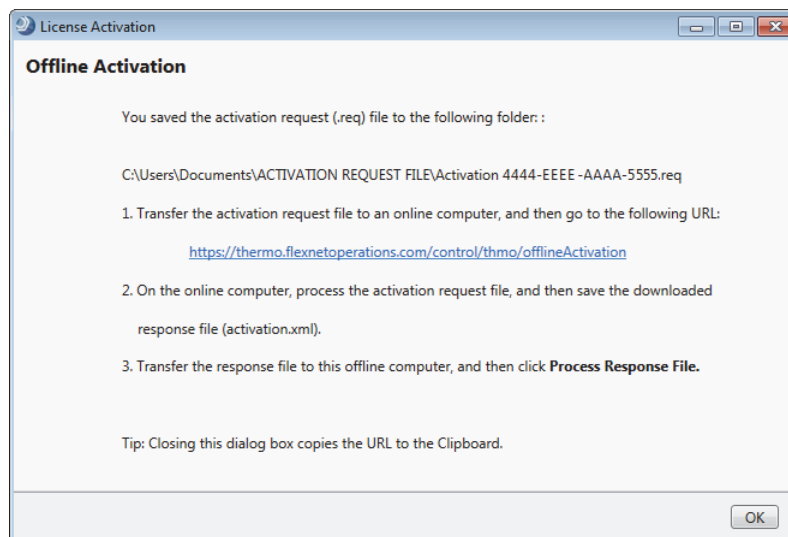 License Activation
Offline Activation
You saved the activation request (.req) file to the following folder: :
C:\Users\Documents\ACTIVATION REQUEST FILE\Activation 4444-EEEE -AAAA-5555.req
1. Transfer the activation request file to an online computer, and then go to the following URL:
https://thermo.flexnetoperations.com/control/thmo/offlineActivation
2. On the online computer, process the activation request file, and then save the downloaded
response file (activation.xml).
3. Transfer the response file to this offline computer, and then click Process Response File.
Tip: Closing this dialog box copies the URL to the Clipboard.
OK